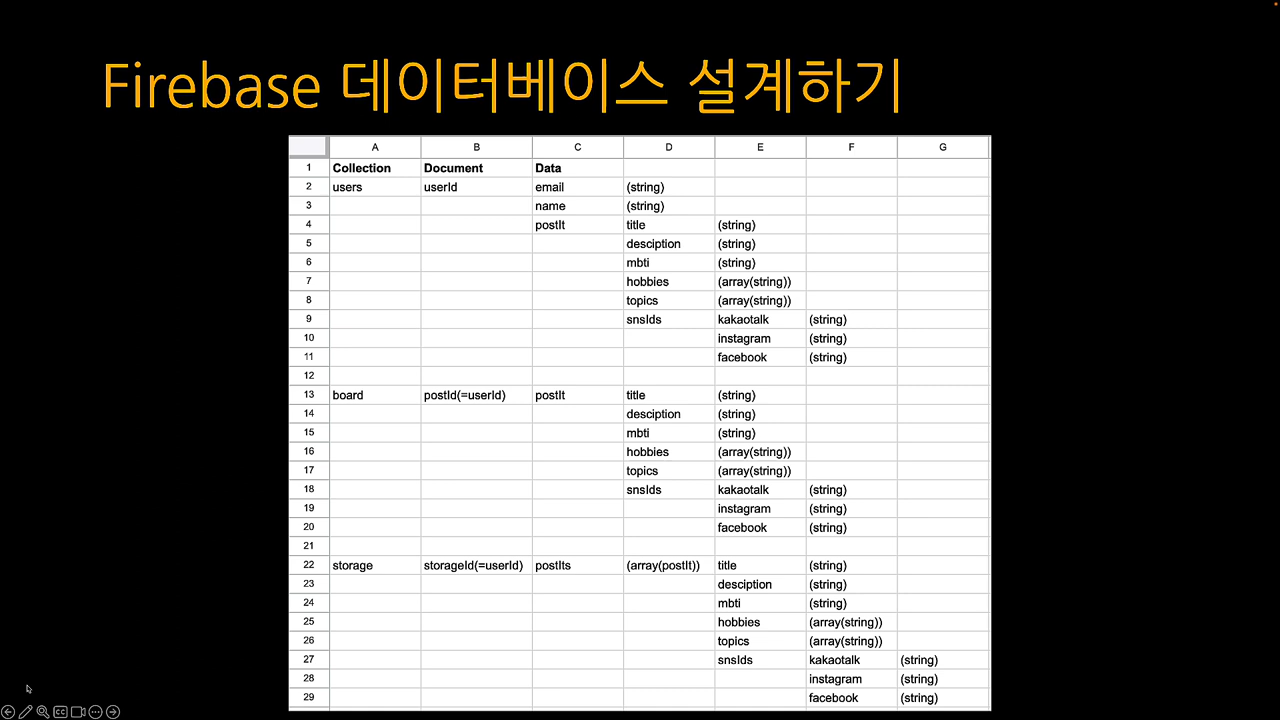 Firebase 데이터베이스 설계하기
A B C D E F G
1 Collection Document Data
2 users userId email (string)
3 name (string)
4 postIt title (string)
5 desciption (string)
6 mbti (string)
7 hobbies (array(string))
8 topics (array(string))
9 snsIds kakaotalk (string)
10 instagram (string)
11 facebook (string)
12
13 board postId(=userId) postIt title (string)
14 desciption (string)
15 mbti (string)
16 hobbies (array(string))
17 topics (array(string))
18 snsIds kakaotalk (string)
19 instagram (string)
20 facebook (string)
21
22 storage storageId(=userId) postIts (array(postIt)) title (string)
23 desciption (string)
24 mbti (string)
25 hobbies (array(string))
26 topics (array(string))
27 snsIds kakaotalk (string)
28 instagram (string)
29 facebook (string)